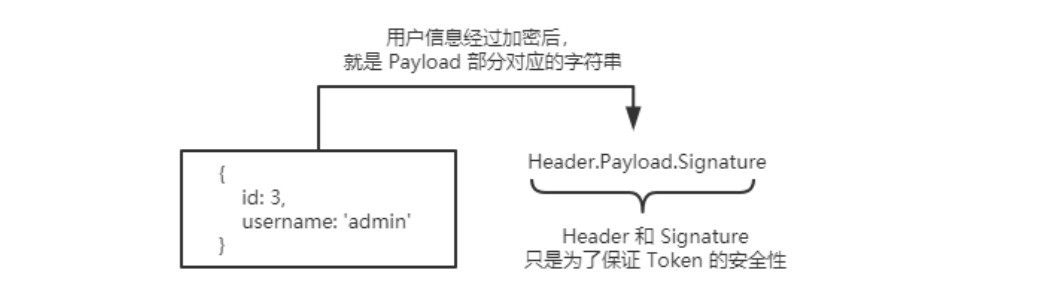 用户信息经过加密后，
就是 Payload 部分对应的字符串
{
id: 3,
username: 'admin'
}
Header.Payload.Signature
Header 和 Signature
只是为了保证 Token 的安全性